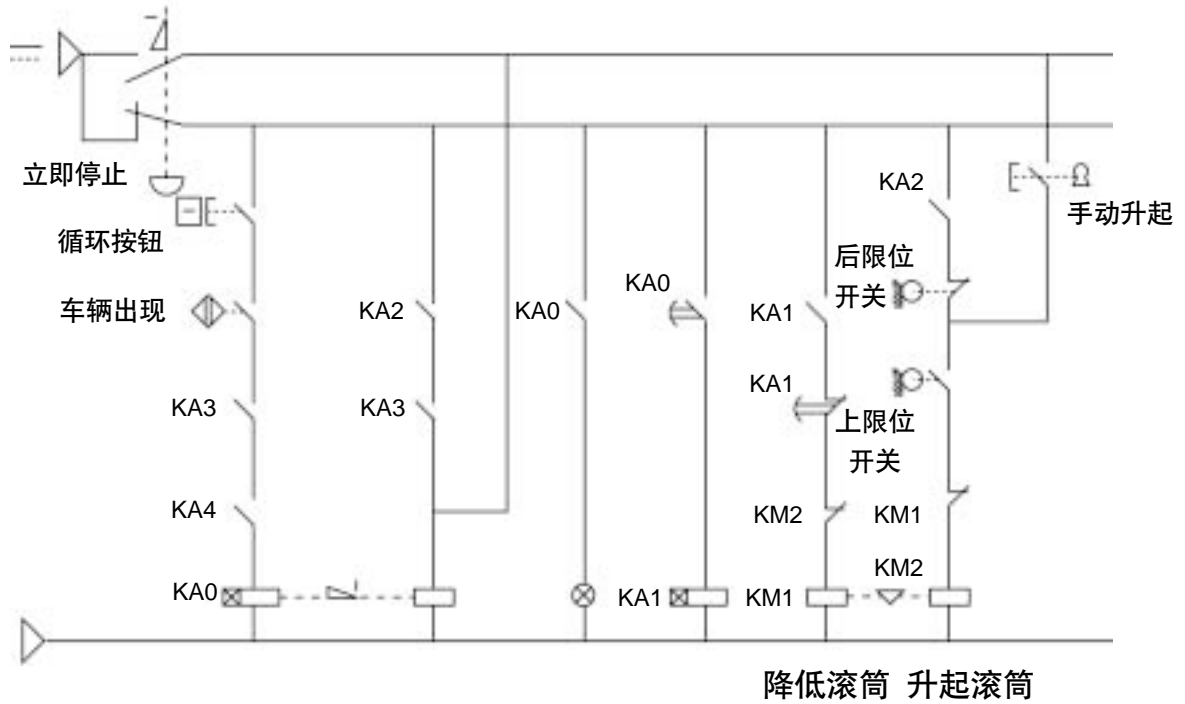 立即停止
循环按钮
车辆出现
KA3
KA4
KA0
KA2
KA3
KA0
KA0
KA1
KA1
KA1
KM2
KM1
KA2
后限位
开关
上限位
开关
KM1
KM2
手动升起
降低滚筒 升起滚筒